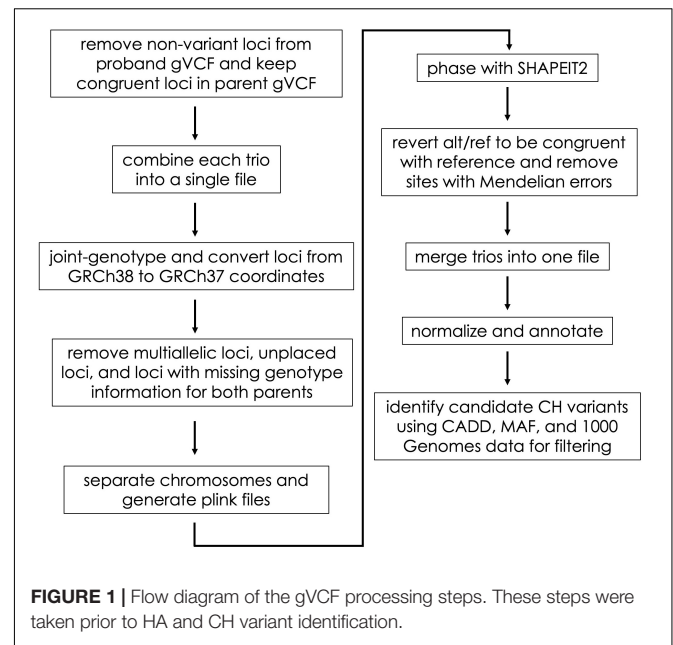 remove non-variant loci from
proband gVCF and keep
congruent loci in parent gVCF
combine each trio
into a single file
joint-genotype and convert loci from
GRCh38 to GRCh37 coordinates
remove multiallelic loci, unplaced
loci, and loci with missing genotype
information for both parents
separate chromosomes and
generate plink files
phase with SHAPEIT2
revert alt/ref to be congruent
with reference and remove
sites with Mendelian errors
merge trios into one file
normalize and annotate
identify candidate CH variants
using CADD, MAF, and 1000
Genomes data for filtering
FIGURE 1 | Flow diagram of the gVCF processing steps. These steps were
taken prior to HA and CH variant identification.